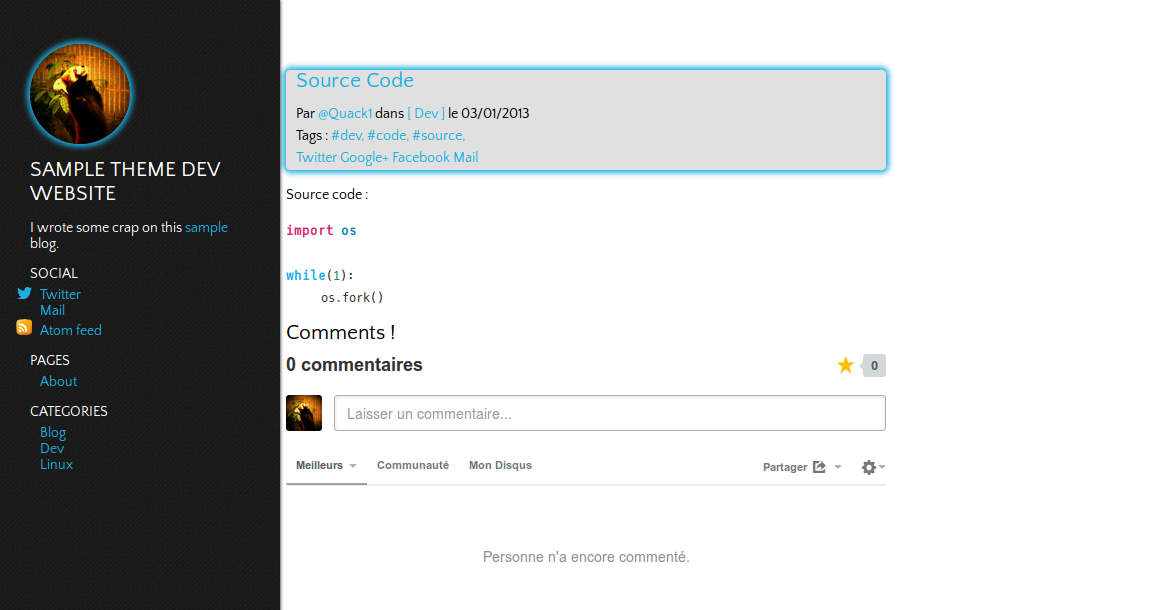 SAMPLE THEME DEV
WEBSITE
I wrote some crap on this sample
blog.
SOCIAL
Twitter
Mail
Atom feed
PAGES
About
CATEGORIES
Blog
Dev
Linux
Source Code
Par @Quack1 dans [ Dev ] le 03/01/2013
Tags : #dev, #code, #source,
Twitter Google+ Facebook Mail
Source code :
import os
while(1):
os.fork()
Comments !
0 commentaires
0
Laisser un commentaire...
Meilleurs Communauté Mon Disqus Partager
Personne n'a encore commenté.